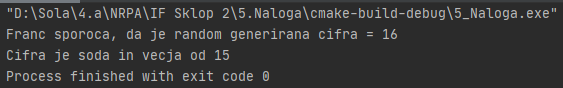 "D:\Sola\4.a\NRPA\IF Sklop 2\5.Naloga\cmake-build-debug\5_Naloga.exe"
Franc sporoca, da je random generirana cifra = 16
Cifra je soda in vecja od 15
Process finished with exit code 0